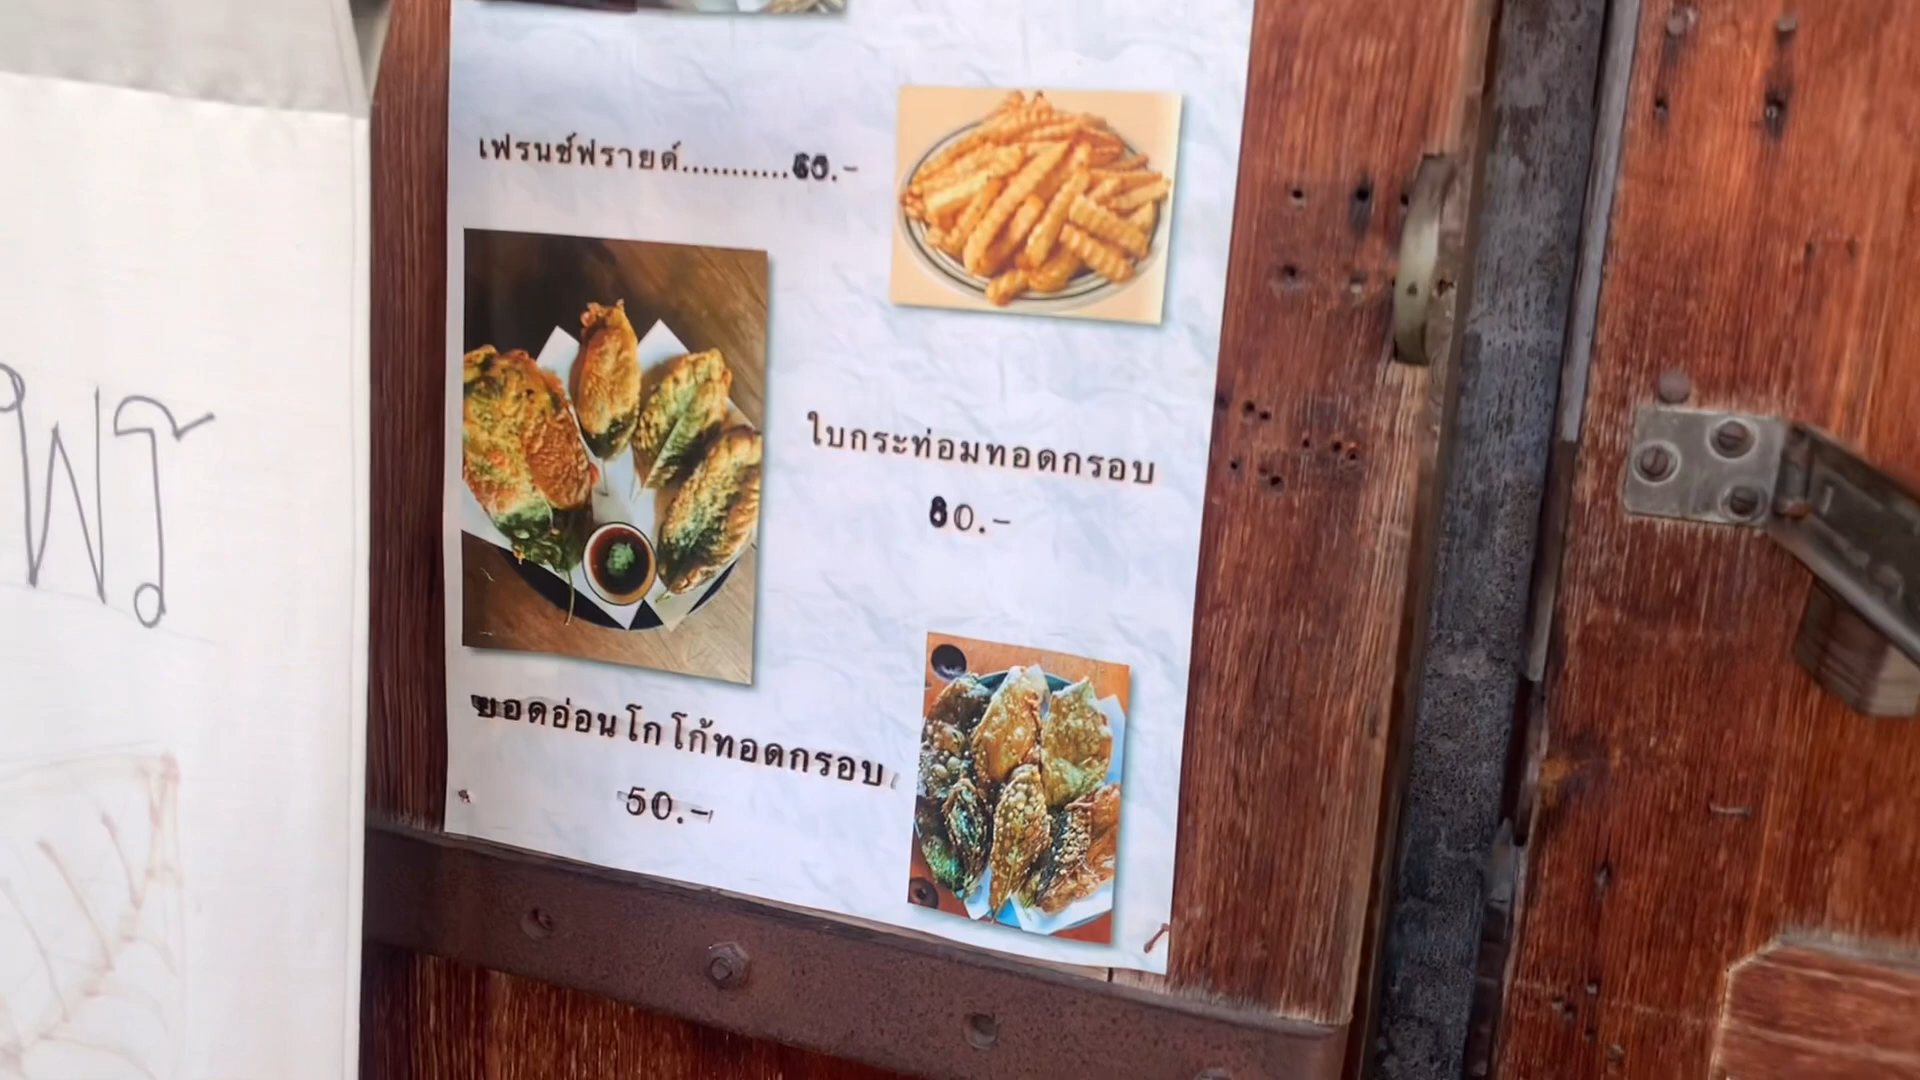 เฟรนช์ฟรายด์...........60.-
ใบกระท่อมทอดกรอบ
80.-
ยอดอ่อนโกโก้ทอดกรอบ
50.-